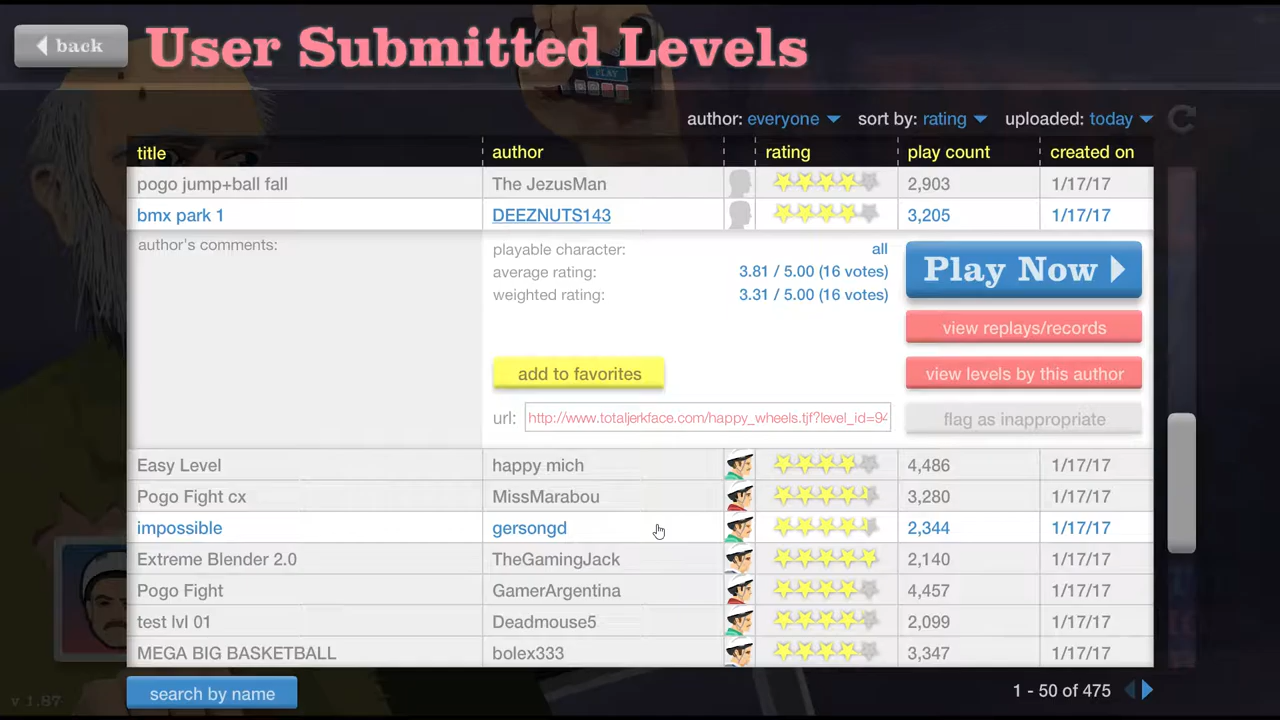 back
User Submitted Levels
author: everyone sort by: rating uploaded: today
title author rating play count created on
pogo jump+ball fall The JezusMan 2,903 1/17/17
bmx park 1 DEEZNUTS143 3,205 1/17/17
author's comments:
playable character: all
average rating: 3.81 / 5.00 (16 votes)
weighted rating: 3.31 / 5.00 (16 votes)
Play Now
view replays/records
add to favorites
view levels by this author
url: http://www.totaljerkface.com/happy_wheels.tjf?level_id=94
flag as inappropriate
Easy Level happy mich 4,486 1/17/17
Pogo Fight cx MissMarabou 3,280 1/17/17
impossible gersongd 2,344 1/17/17
Extreme Blender 2.0 TheGamingJack 2,140 1/17/17
Pogo Fight GamerArgentina 4,457 1/17/17
test lvl 01 Deadmouse5 2,099 1/17/17
MEGA BIG BASKETBALL bolex333 3,347 1/17/17
search by name
1 - 50 of 475
v 1.87
PLAY